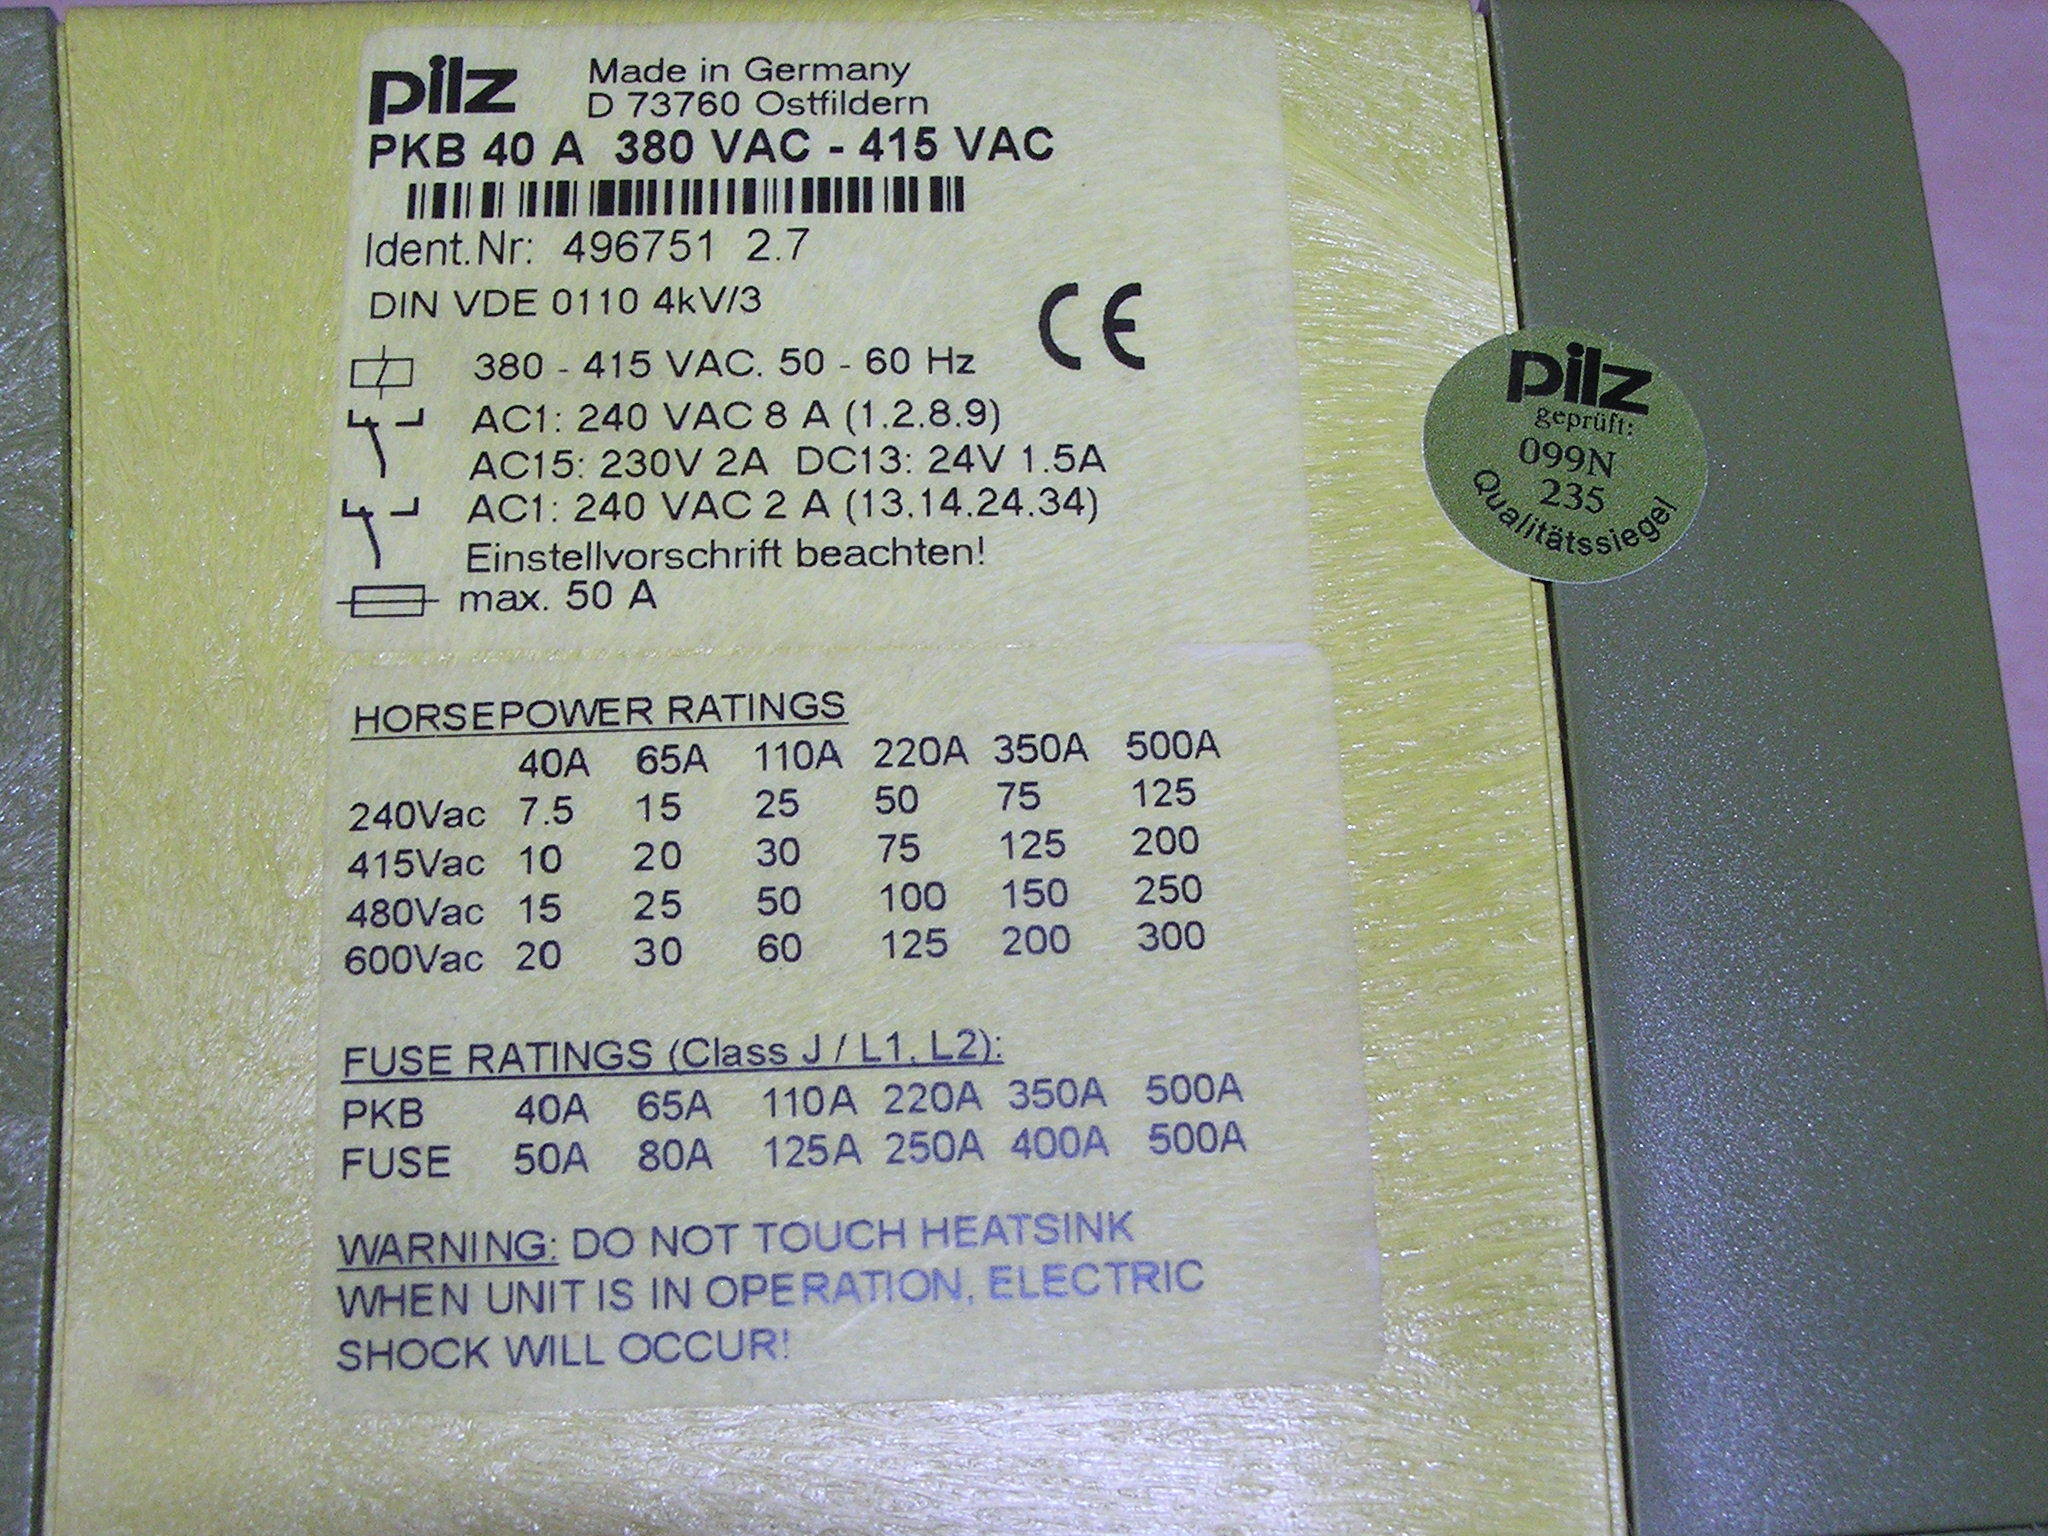 pilz
Made in Germany
D 73760 Ostfildern
PKB 40 A 380 VAC - 415 VAC
Ident.Nr: 496751 2.7
DIN VDE 0110 4kV/3
CE
380 - 415 VAC. 50 - 60 Hz
AC1: 240 VAC 8 A (1.2.8.9)
AC15: 230V 2A DC13: 24V 1.5A
AC1: 240 VAC 2 A (13.14.24.34)
Einstellvorschrift beachten!
max. 50 A
pilz
geprüft:
099N
235
Qualitätssiegel
HORSEPOWER RATINGS
40A 65A 110A 220A 350A 500A
240Vac 7.5 15 25 50 75 125
415Vac 10 20 30 75 125 200
480Vac 15 25 50 100 150 250
600Vac 20 30 60 125 200 300
FUSE RATINGS (Class J / L1, L2):
PKB 40A 65A 110A 220A 350A 500A
FUSE 50A 80A 125A 250A 400A 500A
WARNING: DO NOT TOUCH HEATSINK
WHEN UNIT IS IN OPERATION, ELECTRIC
SHOCK WILL OCCUR!